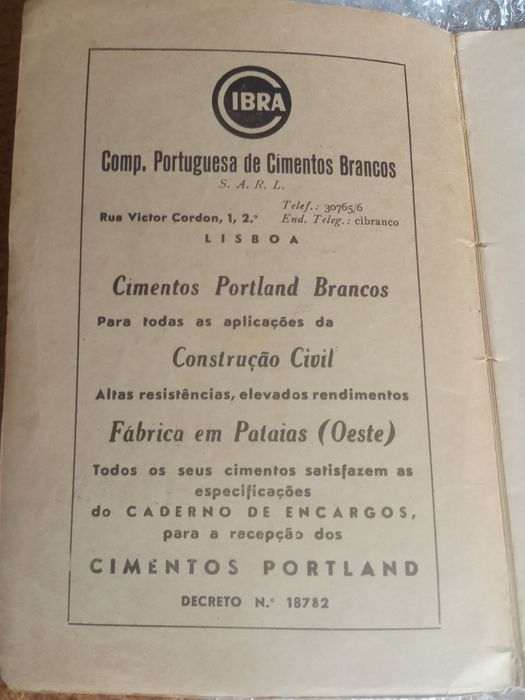 CIBRA
Comp. Portuguesa de Cimentos Brancos
S. A. R. L.
Rua Victor Cordon, 1, 2.º
Telef.: 30765/6
End. Teleg.: cibranco
LISBOA
Cimentos Portland Brancos
Para todas as aplicações da
Construção Civil
Altas resistências, elevados rendimentos
Fábrica em Pataias (Oeste)
Todos os seus cimentos satisfazem as
especificações
do CADERNO DE ENCARGOS,
para a recepção dos
CIMENTOS PORTLAND
DECRETO N.º 18782